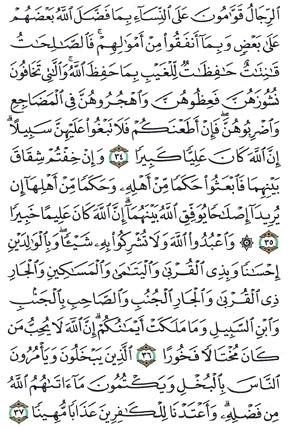 ٱلرِّجَالُ قَوَّٰمُونَ عَلَى ٱلنِّسَآءِ بِمَا فَضَّلَ ٱللَّهُ بَعْضَهُمْ
عَلَىٰ بَعْضٍ وَبِمَآ أَنفَقُوا۟ مِنْ أَمْوَٰلِهِمْ ۚ فَٱلصَّٰلِحَٰتُ
قَٰنِتَٰتٌ حَٰفِظَٰتٌ لِّلْغَيْبِ بِمَا حَفِظَ ٱللَّهُ ۚ وَٱلَّٰتِى تَخَافُونَ
نُشُوزَهُنَّ فَعِظُوهُنَّ وَٱهْجُرُوهُنَّ فِى ٱلْمَضَاجِعِ
وَٱضْرِبُوهُنَّ ۖ فَإِنْ أَطَعْنَكُمْ فَلَا تَبْغُوا۟ عَلَيْهِنَّ سَبِيلًا ۗ
إِنَّ ٱللَّهَ كَانَ عَلِيًّا كَبِيرًا ٣٤ وَإِنْ خِفْتُمْ شِقَاقَ
بَيْنِهِمَا فَٱبْعَثُوا۟ حَكَمًا مِّنْ أَهْلِهِۦ وَحَكَمًا مِّنْ أَهْلِهَآ إِن
يُرِيدَآ إِصْلَٰحًا يُوَفِّقِ ٱللَّهُ بَيْنَهُمَآ ۗ إِنَّ ٱللَّهَ كَانَ عَلِيمًا خَبِيرًا
٣٥ ۞ وَٱعْبُدُوا۟ ٱللَّهَ وَلَا تُشْرِكُوا۟ بِهِۦ شَيْـًٔا ۖ وَبِٱلْوَٰلِدَيْنِ
إِحْسَٰنًا وَبِذِى ٱلْقُرْبَىٰ وَٱلْيَتَٰمَىٰ وَٱلْمَسَٰكِينِ وَٱلْجَارِ
ذِى ٱلْقُرْبَىٰ وَٱلْجَارِ ٱلْجُنُبِ وَٱلصَّاحِبِ بِٱلْجَنۢبِ
وَٱبْنِ ٱلسَّبِيلِ وَمَا مَلَكَتْ أَيْمَٰنُكُمْ ۗ إِنَّ ٱللَّهَ لَا يُحِبُّ مَن
كَانَ مُخْتَالًا فَخُورًا ٣٦ ٱلَّذِينَ يَبْخَلُونَ وَيَأْمُرُونَ
ٱلنَّاسَ بِٱلْبُخْلِ وَيَكْتُمُونَ مَآ ءَاتَىٰهُمُ ٱللَّهُ
مِن فَضْلِهِۦ ۗ وَأَعْتَدْنَا لِلْكَٰفِرِينَ عَذَابًا مُّهِينًا ٣٧